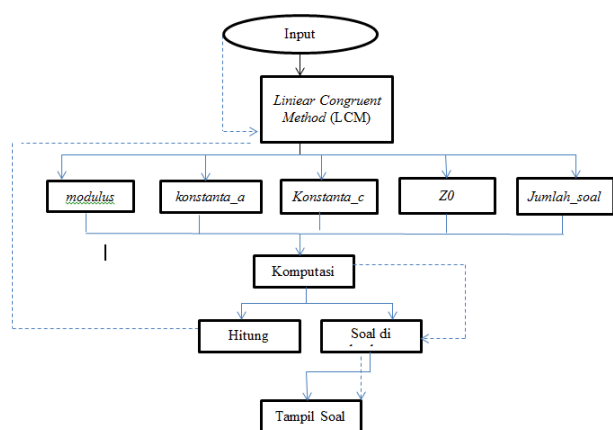 Input
Liniear Congruent
Method (LCM)
modulus
konstanta_a
Konstanta_c
Z0
Jumlah_soal
Komputasi
Hitung
Soal di
Tampil Soal